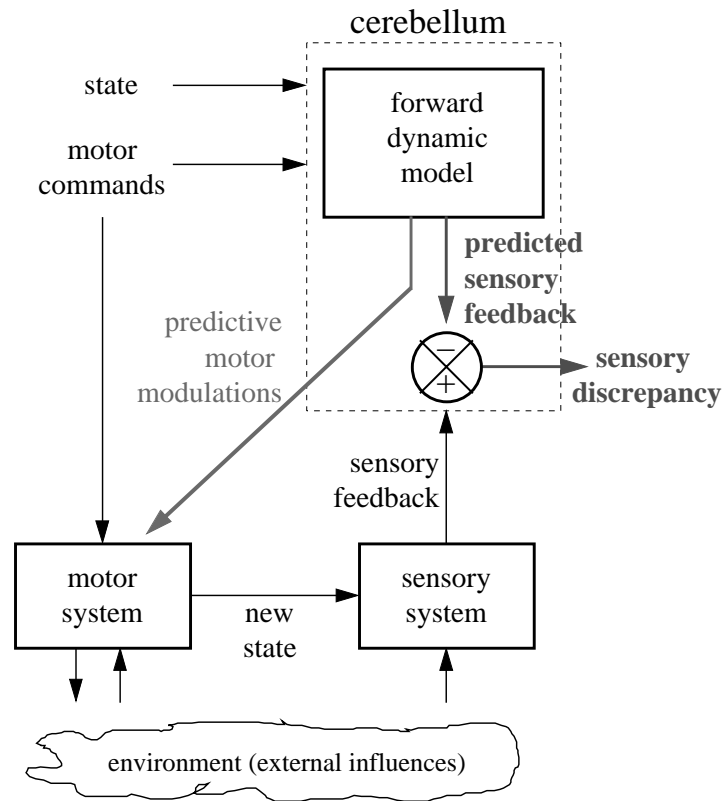 cerebellum
state
forward
dynamic
model
motor
commands
predicted
sensory
feedback
predictive
motor
modulations
−
+
sensory
discrepancy
sensory
feedback
motor
system
new
state
sensory
system
environment (external influences)